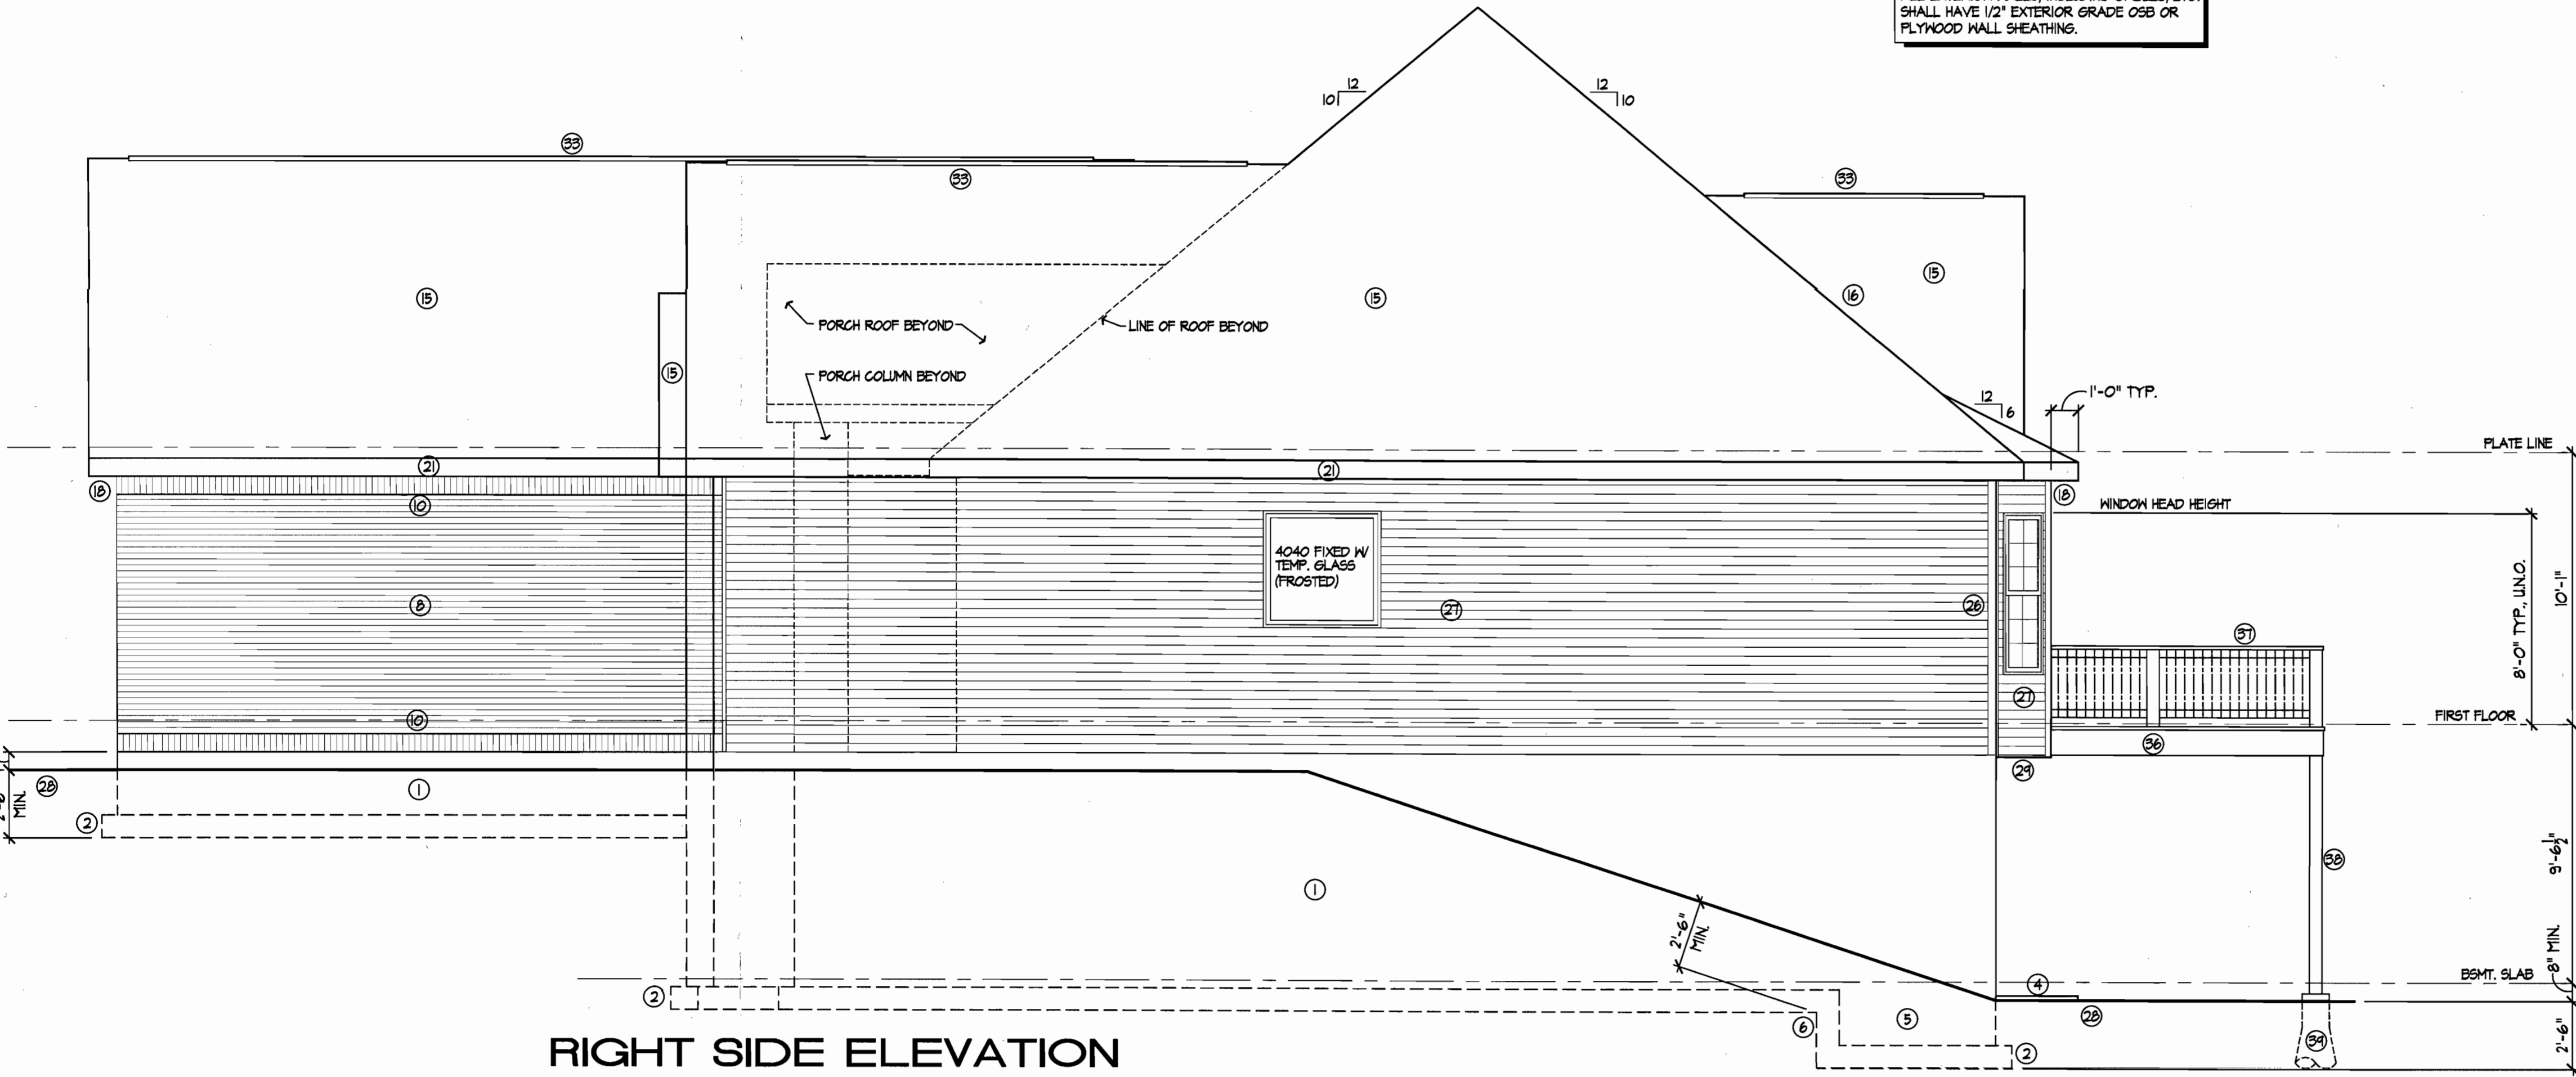 SHALL HAVE 1/2" EXTERIOR GRADE OSB OR
PLYWOOD WALL SHEATHING.
12
10
12
10
33
33
33
15
15
15
16
15
PORCH ROOF BEYOND
LINE OF ROOF BEYOND
PORCH COLUMN BEYOND
12
6
1'-0" TYP.
PLATE LINE
21
21
18
10
18
WINDOW HEAD HEIGHT
4040 FIXED W/
TEMP. GLASS
(FROSTED)
8
27
26
8'-0" TYP., U.N.O.
10'-1"
37
27
10
FIRST FLOOR
36
29
28
MIN.
1
2
1
38
9'-6 1/2"
2'-6"
MIN.
8" MIN.
BSMT. SLAB
2
4
5
6
28
39
2
2'-6"
RIGHT SIDE ELEVATION